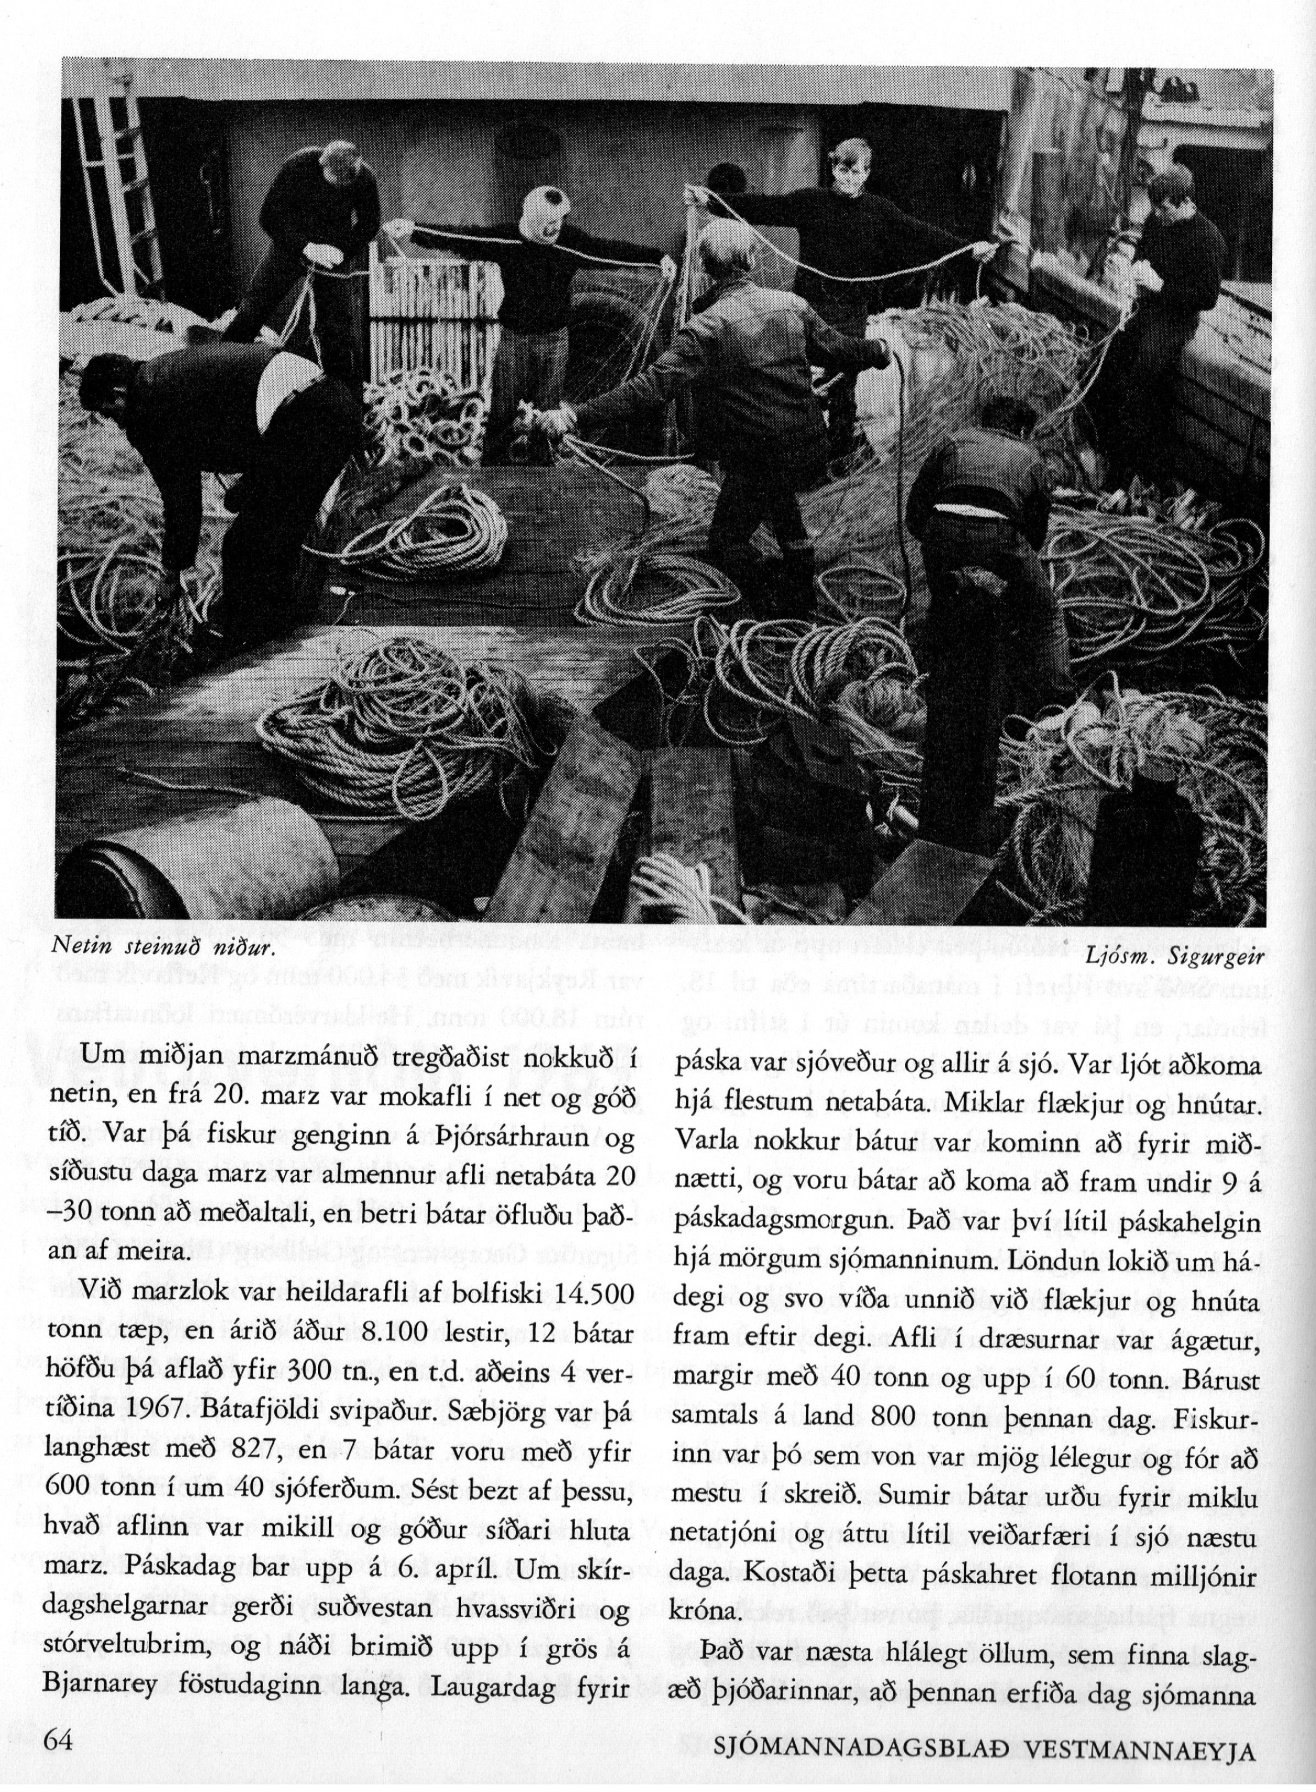 Netin steinuð niður.
Ljósm. Sigurgeir
Um miðjan marzmánuð tregðaðist nokkuð í
netin, en frá 20. marz var mokafli í net og góð
tíð. Var þá fiskur genginn á Þjórsárhraun og
síðustu daga marz var almennur afli netabáta 20
–30 tonn að meðaltali, en betri bátar öfluðu það-
an af meira.
Við marzlok var heildarafli af bolfiski 14.500
tonn tæp, en árið áður 8.100 lestir, 12 bátar
höfðu þá aflað yfir 300 tn., en t.d. aðeins 4 ver-
tíðina 1967. Bátafjöldi svipaður. Sæbjörg var þá
langhæst með 827, en 7 bátar voru með yfir
600 tonn í um 40 sjóferðum. Sést bezt af þessu,
hvað aflinn var mikill og góður síðari hluta
marz. Páskadag bar upp á 6. apríl. Um skír-
dagshelgarnar gerði suðvestan hvassviðri og
stórveltubrim, og náði brimið upp í grös á
Bjarnarey föstudaginn langa. Laugardag fyrir
páska var sjóveður og allir á sjó. Var ljót aðkoma
hjá flestum netabáta. Miklar flækjur og hnútar.
Varla nokkur bátur var kominn að fyrir mið-
nætti, og voru bátar að koma að fram undir 9 á
páskadagsmorgun. Það var því lítil páskahelgin
hjá mörgum sjómanninum. Löndun lokið um há-
degi og svo víða unnið við flækjur og hnúta
fram eftir degi. Afli í dræsurnar var ágætur,
margir með 40 tonn og upp í 60 tonn. Bárust
samtals á land 800 tonn þennan dag. Fiskur-
inn var þó sem von var mjög lélegur og fór að
mestu í skreið. Sumir bátar urðu fyrir miklu
netatjóni og áttu lítil veiðarfæri í sjó næstu
daga. Kostaði þetta páskahret flotann milljónir
króna.
Það var næsta hlálegt öllum, sem finna slag-
æð þjóðarinnar, að þennan erfiða dag sjómanna
64
SJÓMANNADAGSBLAÐ VESTMANNAEYJA